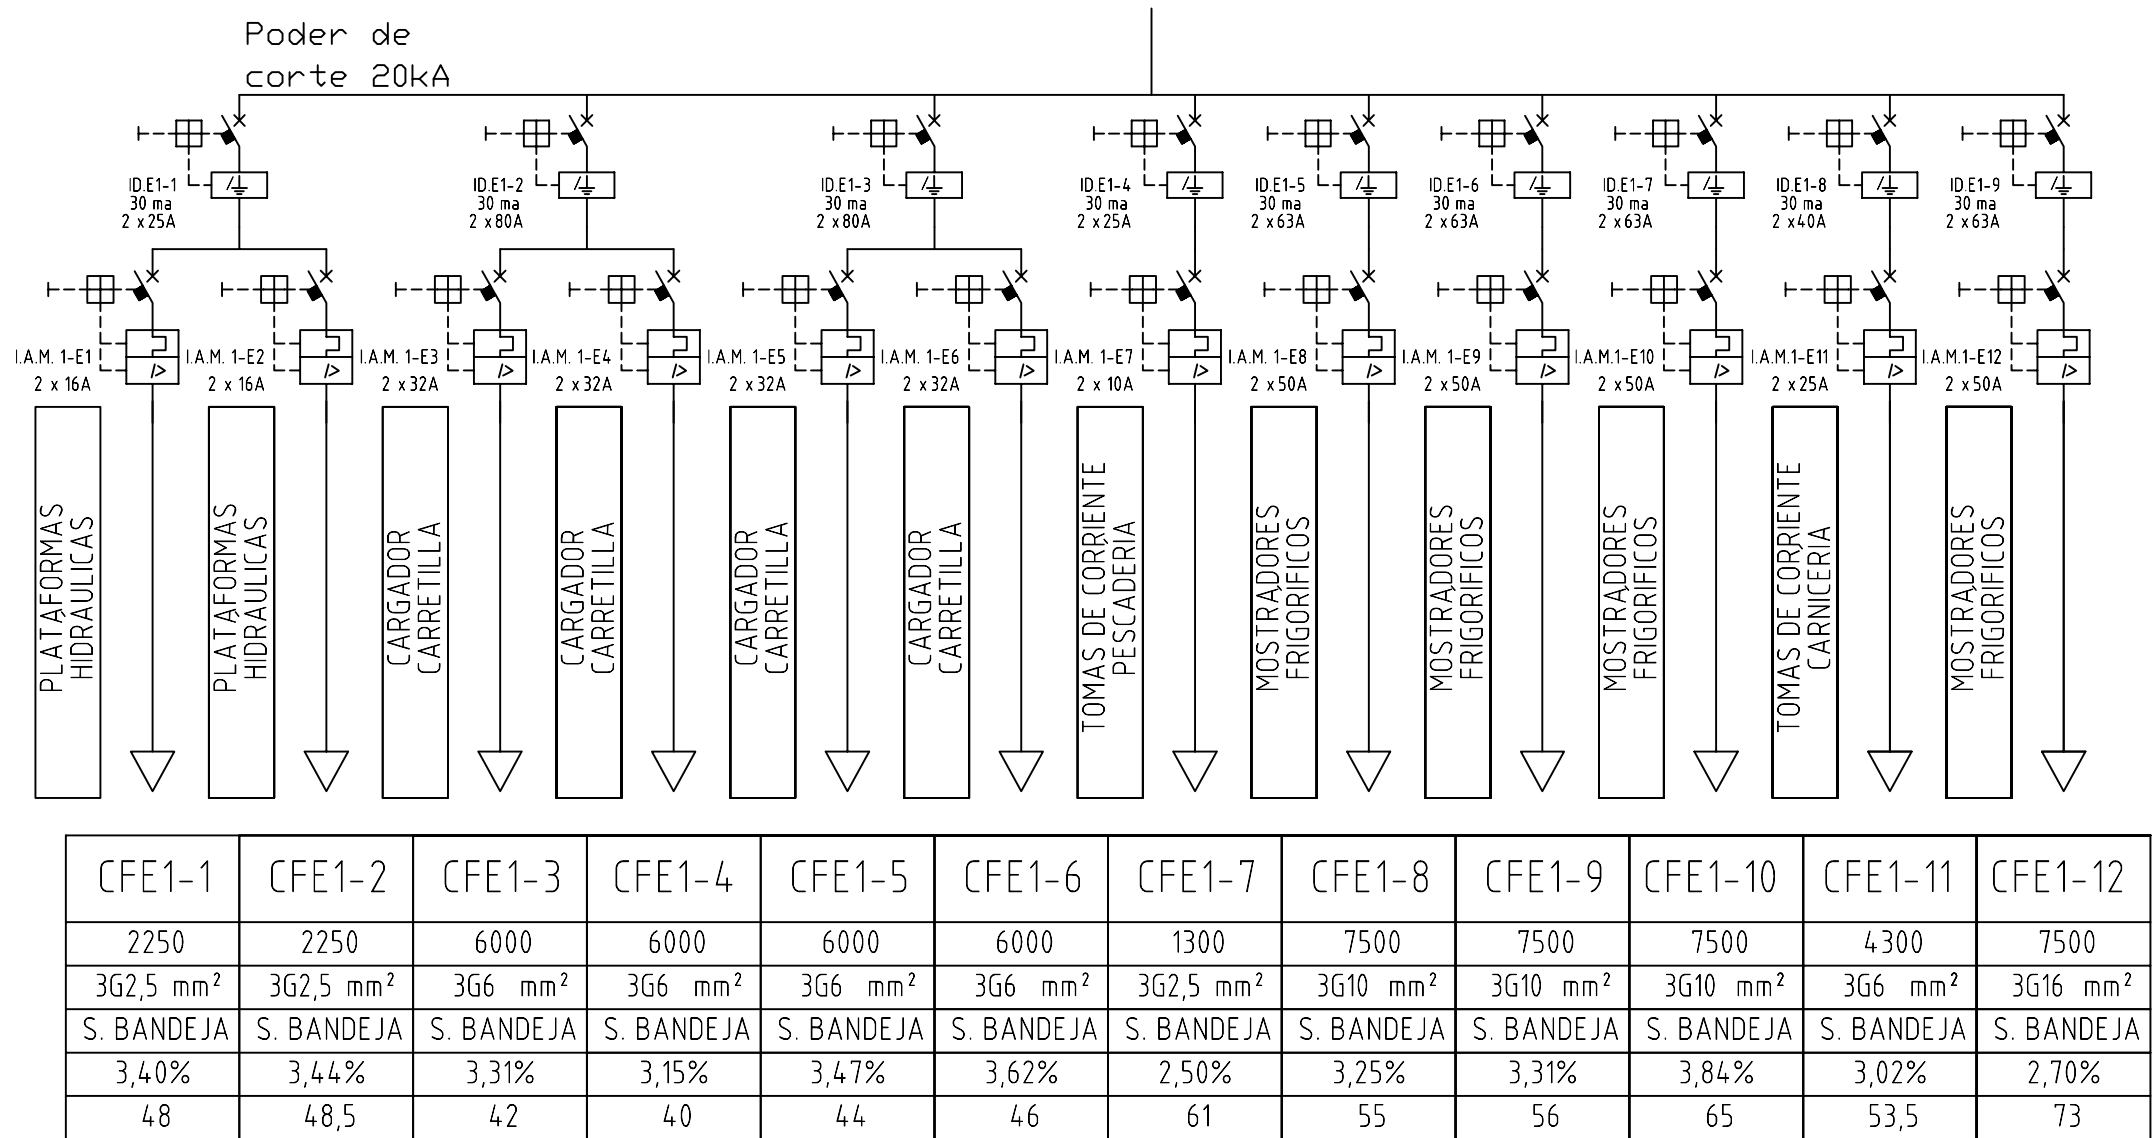 Poder de
corte 20kA
ID.E1-1
30 ma
2 x 25A
ID.E1-2
30 ma
2 x 80A
ID.E1-3
30 ma
2 x 80A
ID.E1-4
30 ma
2 x 25A
ID.E1-5
30 ma
2 x 63A
ID.E1-6
30 ma
2 x 63A
ID.E1-7
30 ma
2 x 63A
ID.E1-8
30 ma
2 x 40A
ID.E1-9
30 ma
2 x 63A
I.A.M. 1-E1
2 x 16A
I.A.M. 1-E2
2 x 16A
I.A.M. 1-E3
2 x 32A
I.A.M. 1-E4
2 x 32A
I.A.M. 1-E5
2 x 32A
I.A.M. 1-E6
2 x 32A
I.A.M. 1-E7
2 x 10A
I.A.M. 1-E8
2 x 50A
I.A.M. 1-E9
2 x 50A
I.A.M.1-E10
2 x 50A
I.A.M.1-E11
2 x 25A
I.A.M.1-E12
2 x 50A
I>
I>
I>
I>
I>
I>
I>
I>
I>
I>
I>
I>
PLATAFORMAS
HIDRAULICAS
PLATAFORMAS
HIDRAULICAS
CARGADOR
CARRETILLA
CARGADOR
CARRETILLA
CARGADOR
CARRETILLA
CARGADOR
CARRETILLA
TOMAS DE CORRIENTE
PESCADERIA
MOSTRADORES
FRIGORIFICOS
MOSTRADORES
FRIGORIFICOS
MOSTRADORES
FRIGORIFICOS
TOMAS DE CORRIENTE
CARNICERIA
MOSTRADORES
FRIGORIFICOS
CFE1-1 CFE1-2 CFE1-3 CFE1-4 CFE1-5 CFE1-6 CFE1-7 CFE1-8 CFE1-9 CFE1-10 CFE1-11 CFE1-12
2250 2250 6000 6000 6000 6000 1300 7500 7500 7500 4300 7500
3G2,5 mm² 3G2,5 mm² 3G6 mm² 3G6 mm² 3G6 mm² 3G6 mm² 3G2,5 mm² 3G10 mm² 3G10 mm² 3G10 mm² 3G6 mm² 3G16 mm²
S. BANDEJA S. BANDEJA S. BANDEJA S. BANDEJA S. BANDEJA S. BANDEJA S. BANDEJA S. BANDEJA S. BANDEJA S. BANDEJA S. BANDEJA S. BANDEJA
3,40% 3,44% 3,31% 3,15% 3,47% 3,62% 2,50% 3,25% 3,31% 3,84% 3,02% 2,70%
48 48,5 42 40 44 46 61 55 56 65 53,5 73